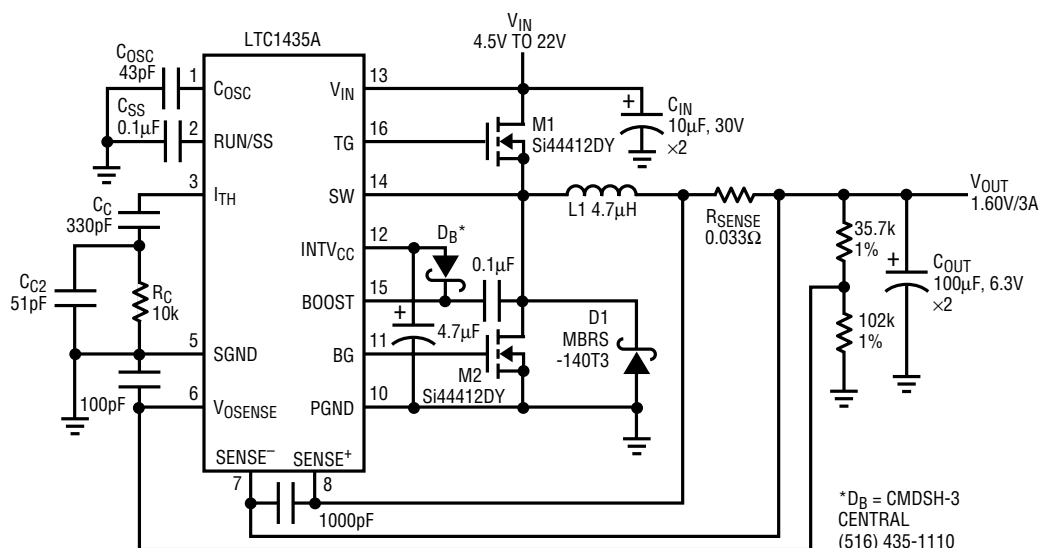 V_IN
4.5V TO 22V
LTC1435A
C_OSC
43pF
1
C_OSC
V_IN
13
C_SS
0.1µF
2
RUN/SS
TG
16
M1
Si44412DY
+
C_IN
10µF, 30V
×2
3
I_TH
SW
14
L1 4.7µH
R_SENSE
0.033Ω
V_OUT
1.60V/3A
C_C
330pF
INTV_CC
12
D_B*
0.1µF
35.7k
1%
+
C_OUT
100µF, 6.3V
×2
C_C2
51pF
R_C
10k
BOOST
15
+
4.7µF
D1
MBRS
-140T3
102k
1%
5
SGND
BG
11
M2
Si44412DY
100pF
6
V_OSENSE
PGND
10
SENSE⁻
SENSE⁺
7
8
1000pF
*D_B = CMDSH-3
CENTRAL
(516) 435-1110